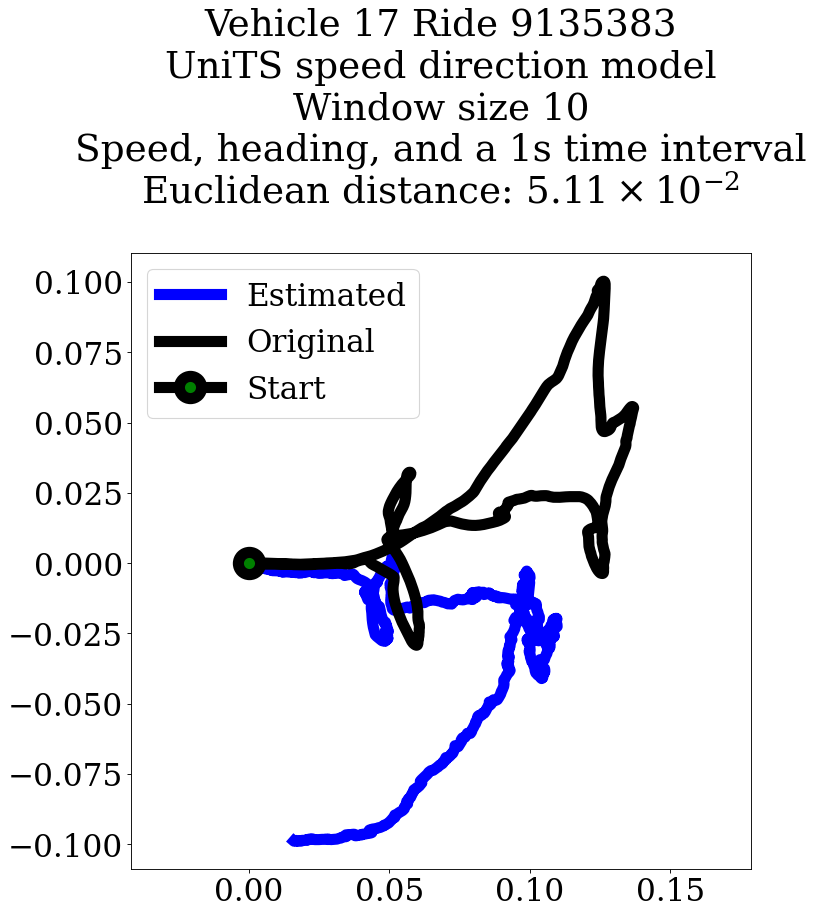 Vehicle 17 Ride 9135383
UniTS speed direction model
Window size 10
Speed, heading, and a 1s time interval
Euclidean distance: 5.11 × 10⁻²
Estimated
Original
Start
0.100
0.075
0.050
0.025
0.000
−0.025
−0.050
−0.075
−0.100
0.00 0.05 0.10 0.15